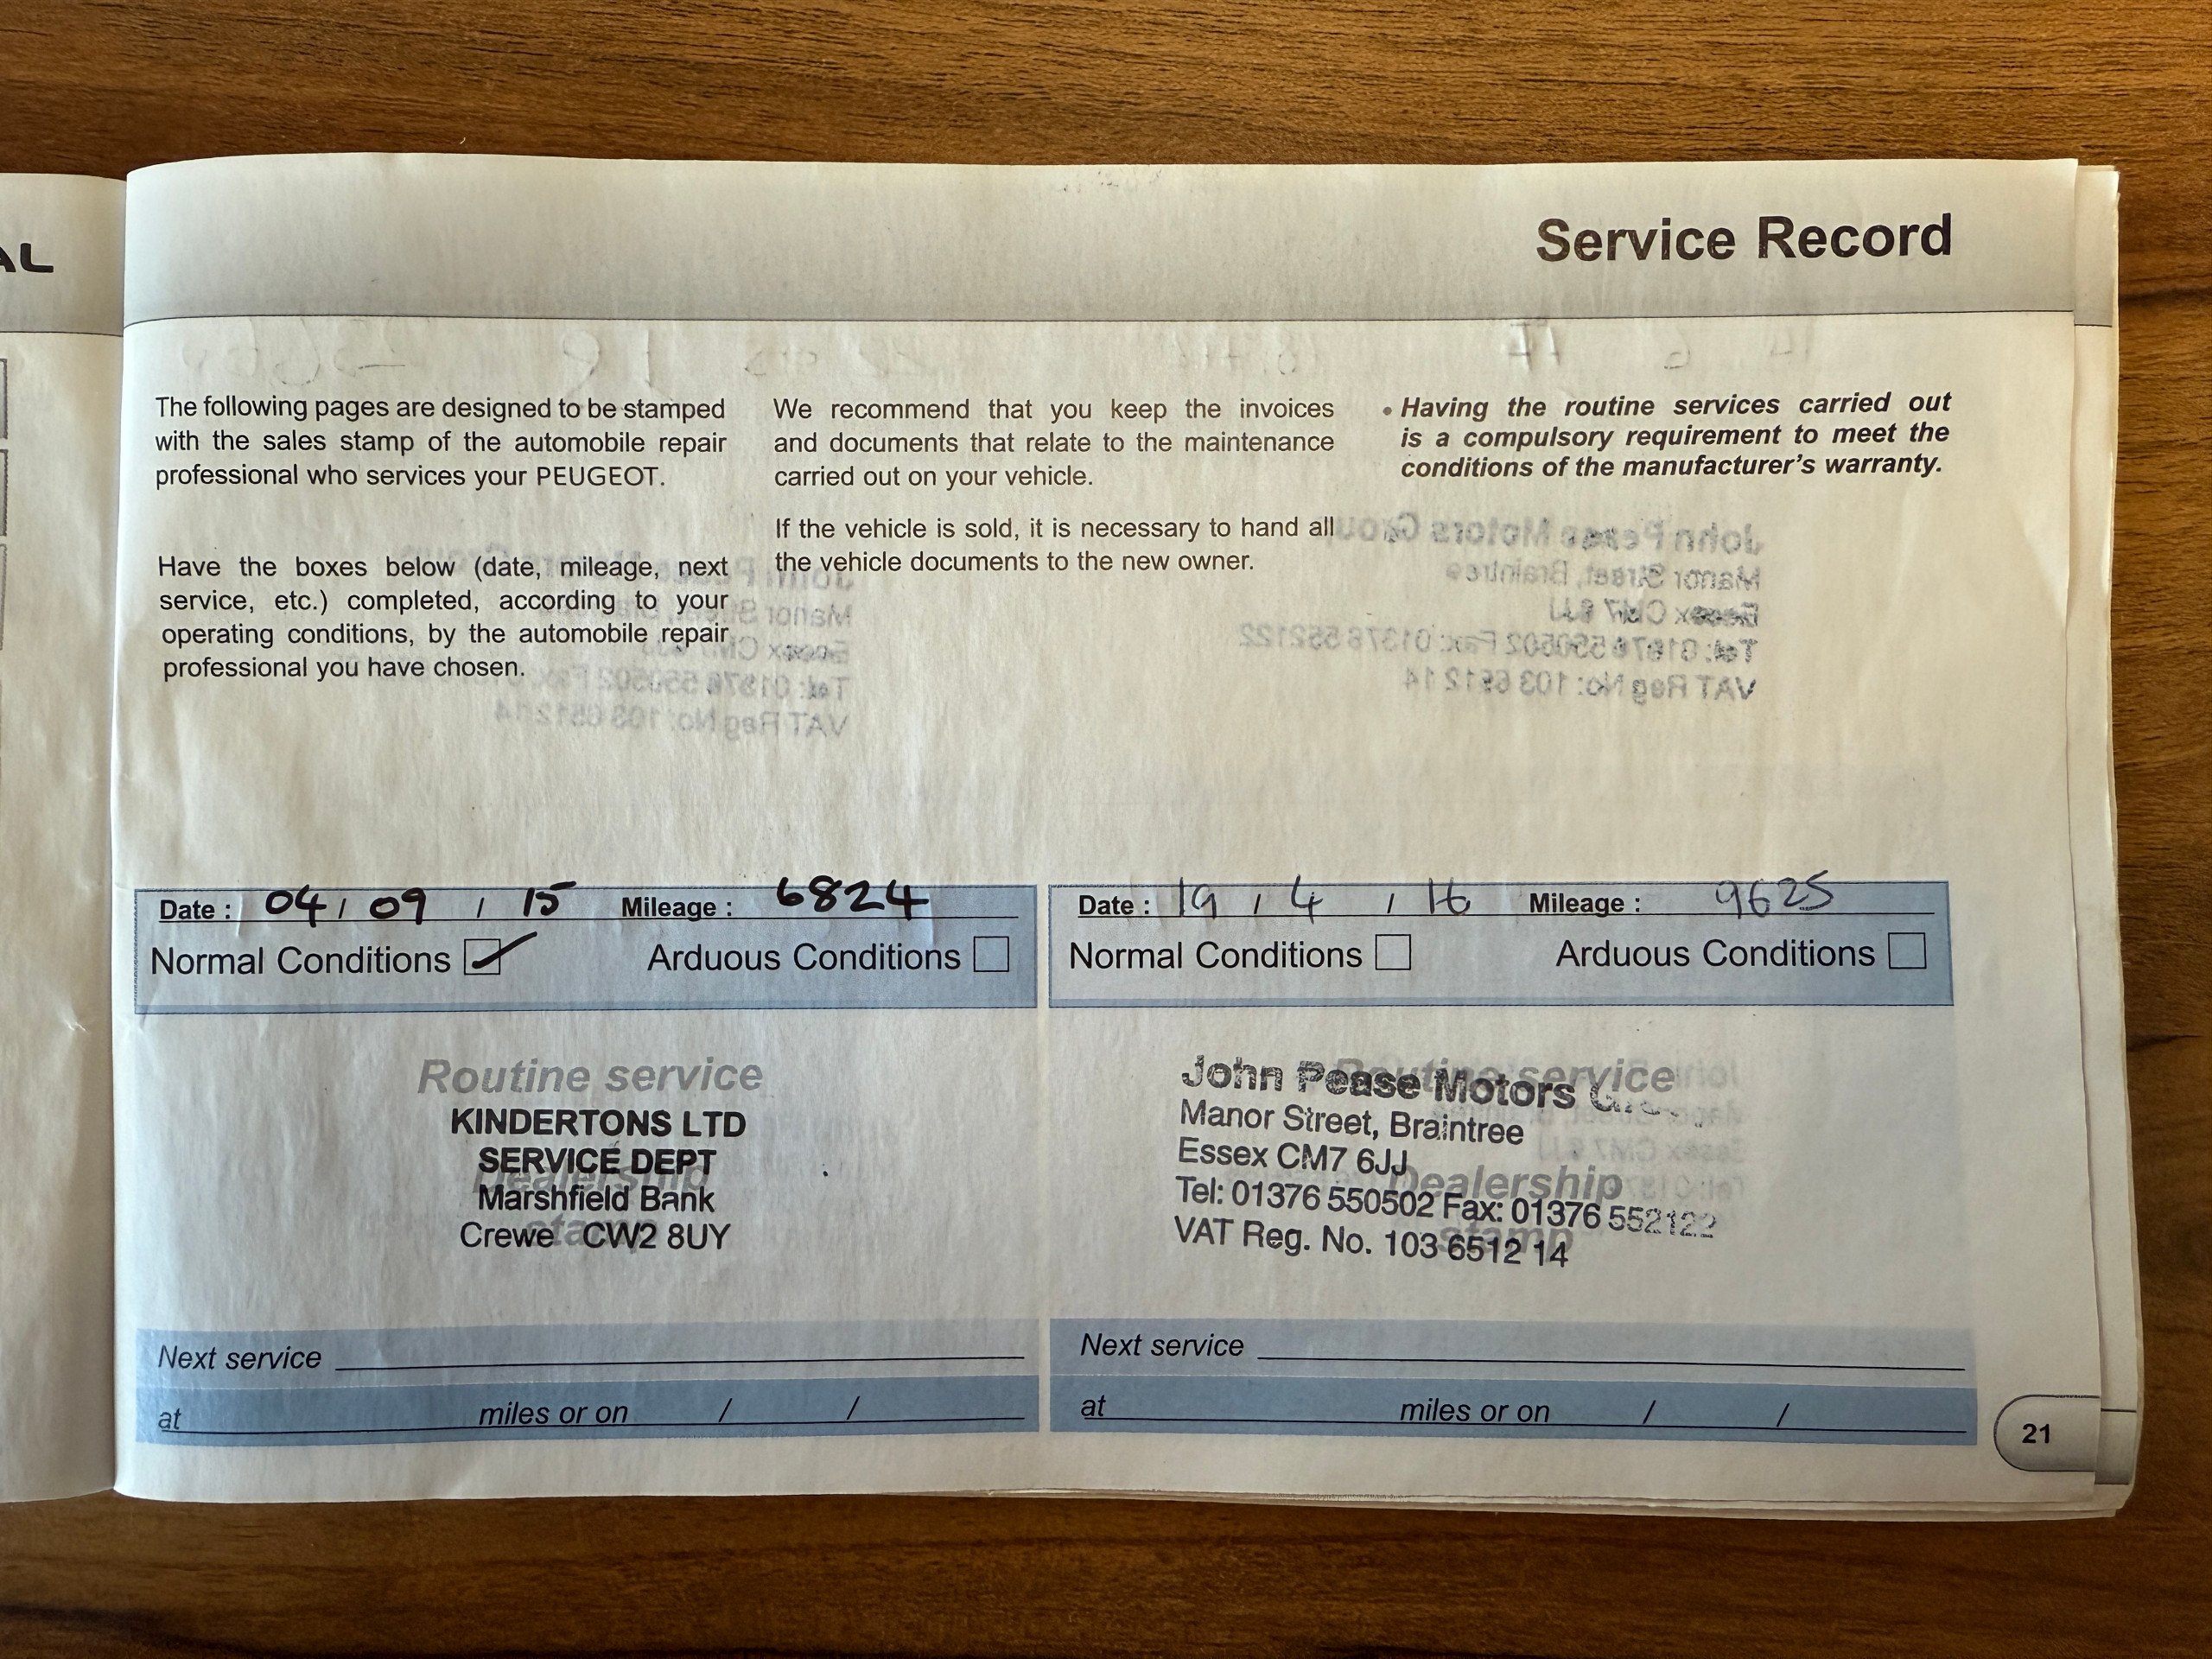 AL
Service Record
The following pages are designed to be stamped
with the sales stamp of the automobile repair
professional who services your PEUGEOT.
Have the boxes below (date, mileage, next
service, etc.) completed, according to your
operating conditions, by the automobile repair
professional you have chosen.
We recommend that you keep the invoices
and documents that relate to the maintenance
carried out on your vehicle.
If the vehicle is sold, it is necessary to hand all
the vehicle documents to the new owner.
• Having the routine services carried out
is a compulsory requirement to meet the
conditions of the manufacturer's warranty.
Date : 04 / 09 / 15 Mileage : 6824
Normal Conditions Arduous Conditions
Routine service
KINDERTONS LTD
SERVICE DEPT
Dealership
Marshfield Bank
stamp
Crewe CW2 8UY
Next service
at miles or on / /
Date : 19 / 4 / 16 Mileage : 9625
Normal Conditions Arduous Conditions
Routine service
John Pease Motors
Manor Street, Braintree
Essex CM7 6JJ
Dealership
Tel: 01376 550502 Fax: 01376 552122
stamp
VAT Reg. No. 103 6512 14
Next service
at miles or on / /
21